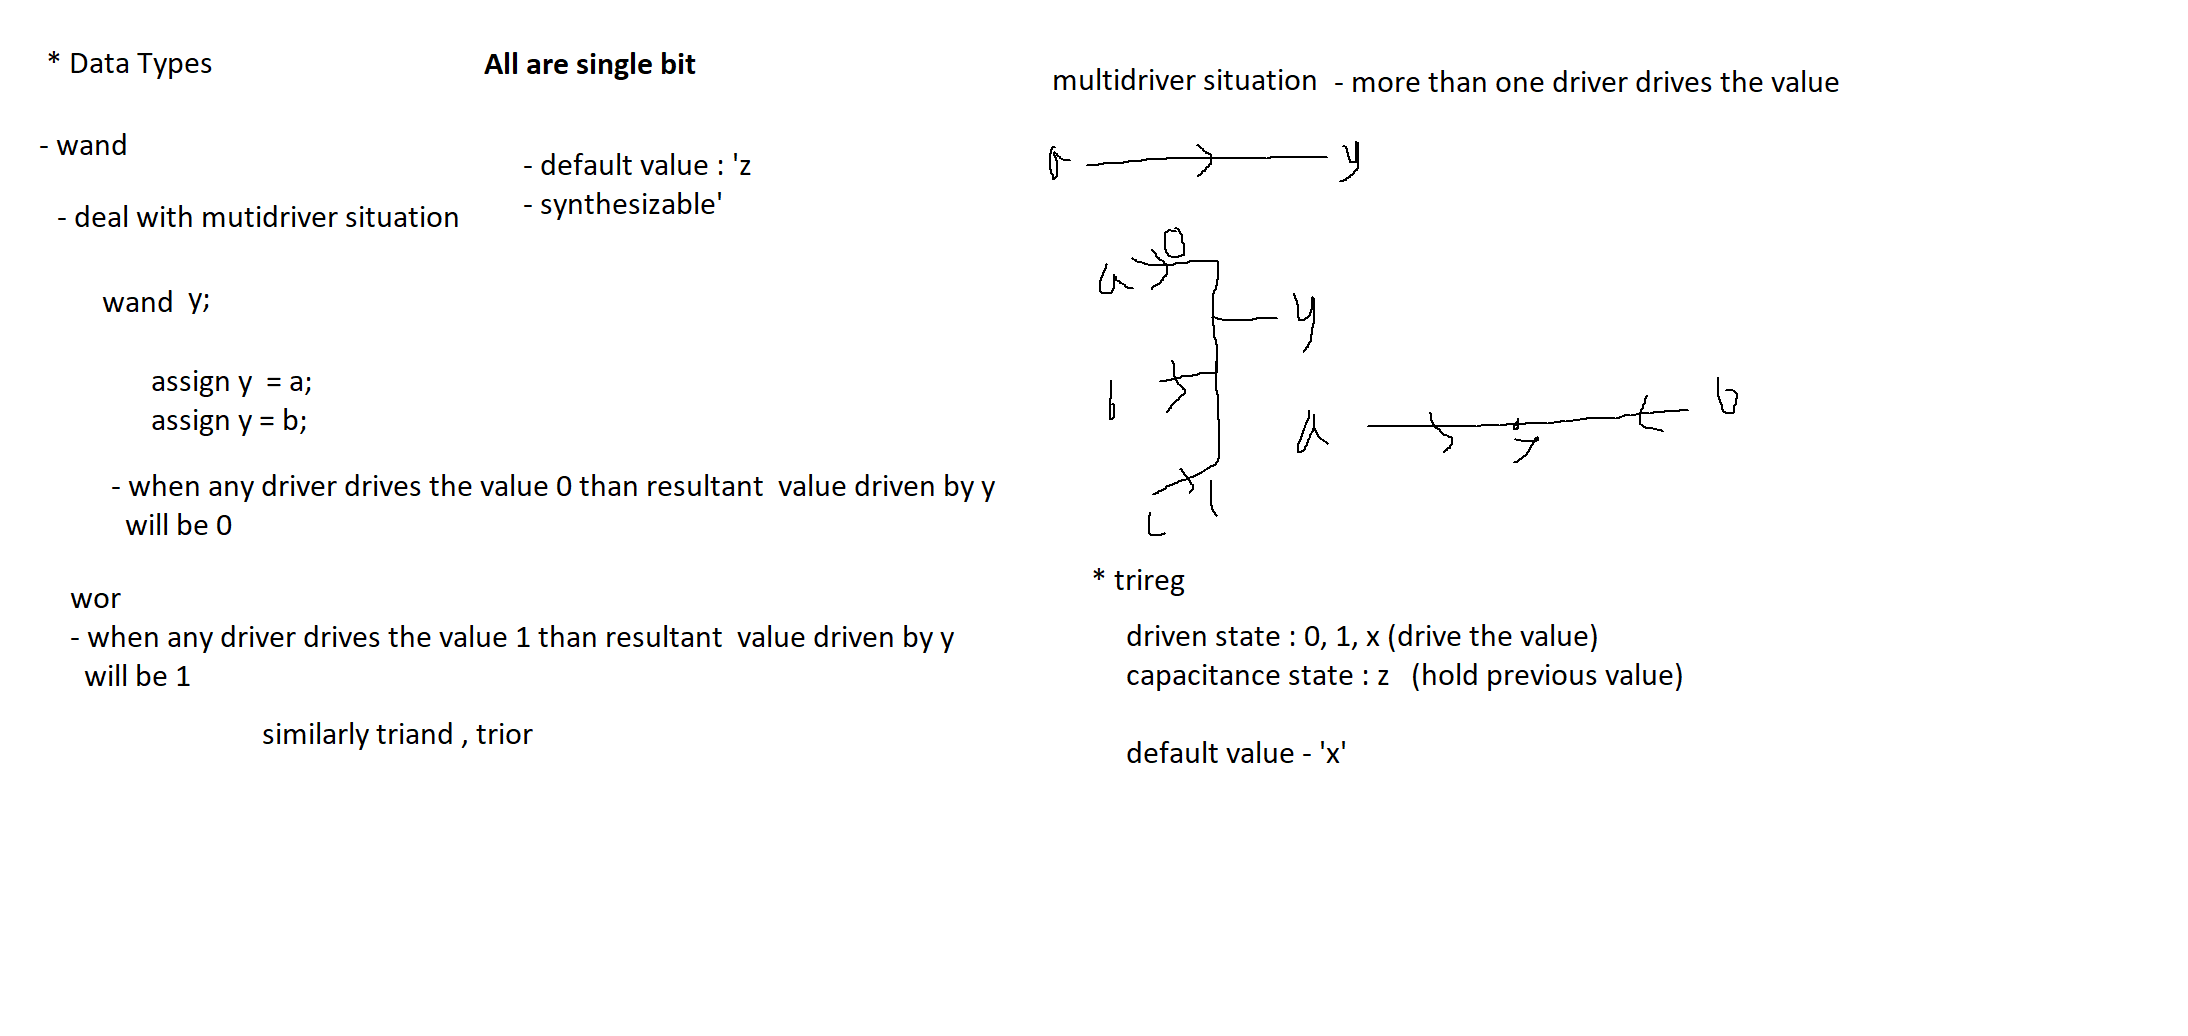 * Data Types
All are single bit
- wand
- default value : 'z
- synthesizable'
- deal with mutidriver situation
wand y;
assign y = a;
assign y = b;
- when any driver drives the value 0 than resultant value driven by y
will be 0
wor
- when any driver drives the value 1 than resultant value driven by y
will be 1
similarly triand , trior
multidriver situation - more than one driver drives the value
y
0
a
y
b
a
b
* trireg
driven state : 0, 1, x (drive the value)
capacitance state : z (hold previous value)
default value - 'x'